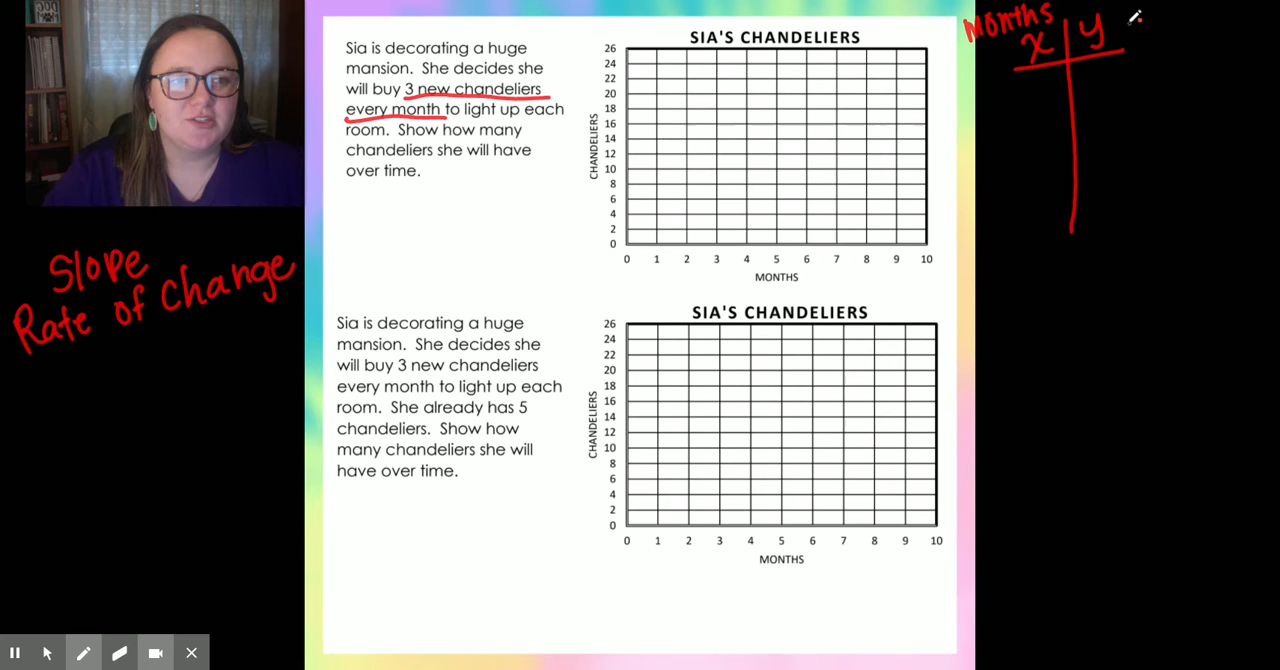 Sia is decorating a huge
mansion. She decides she
will buy 3 new chandeliers
every month to light up each
room. Show how many
chandeliers she will have
over time.
SIA'S CHANDELIERS
CHANDELIERS
26
24
22
20
18
16
14
12
10
8
6
4
2
0
0 1 2 3 4 5 6 7 8 9 10
MONTHS
Months
x y
Slope
Rate of Change
Sia is decorating a huge
mansion. She decides she
will buy 3 new chandeliers
every month to light up each
room. She already has 5
chandeliers. Show how
many chandeliers she will
have over time.
SIA'S CHANDELIERS
CHANDELIERS
26
24
22
20
18
16
14
12
10
8
6
4
2
0
0 1 2 3 4 5 6 7 8 9 10
MONTHS